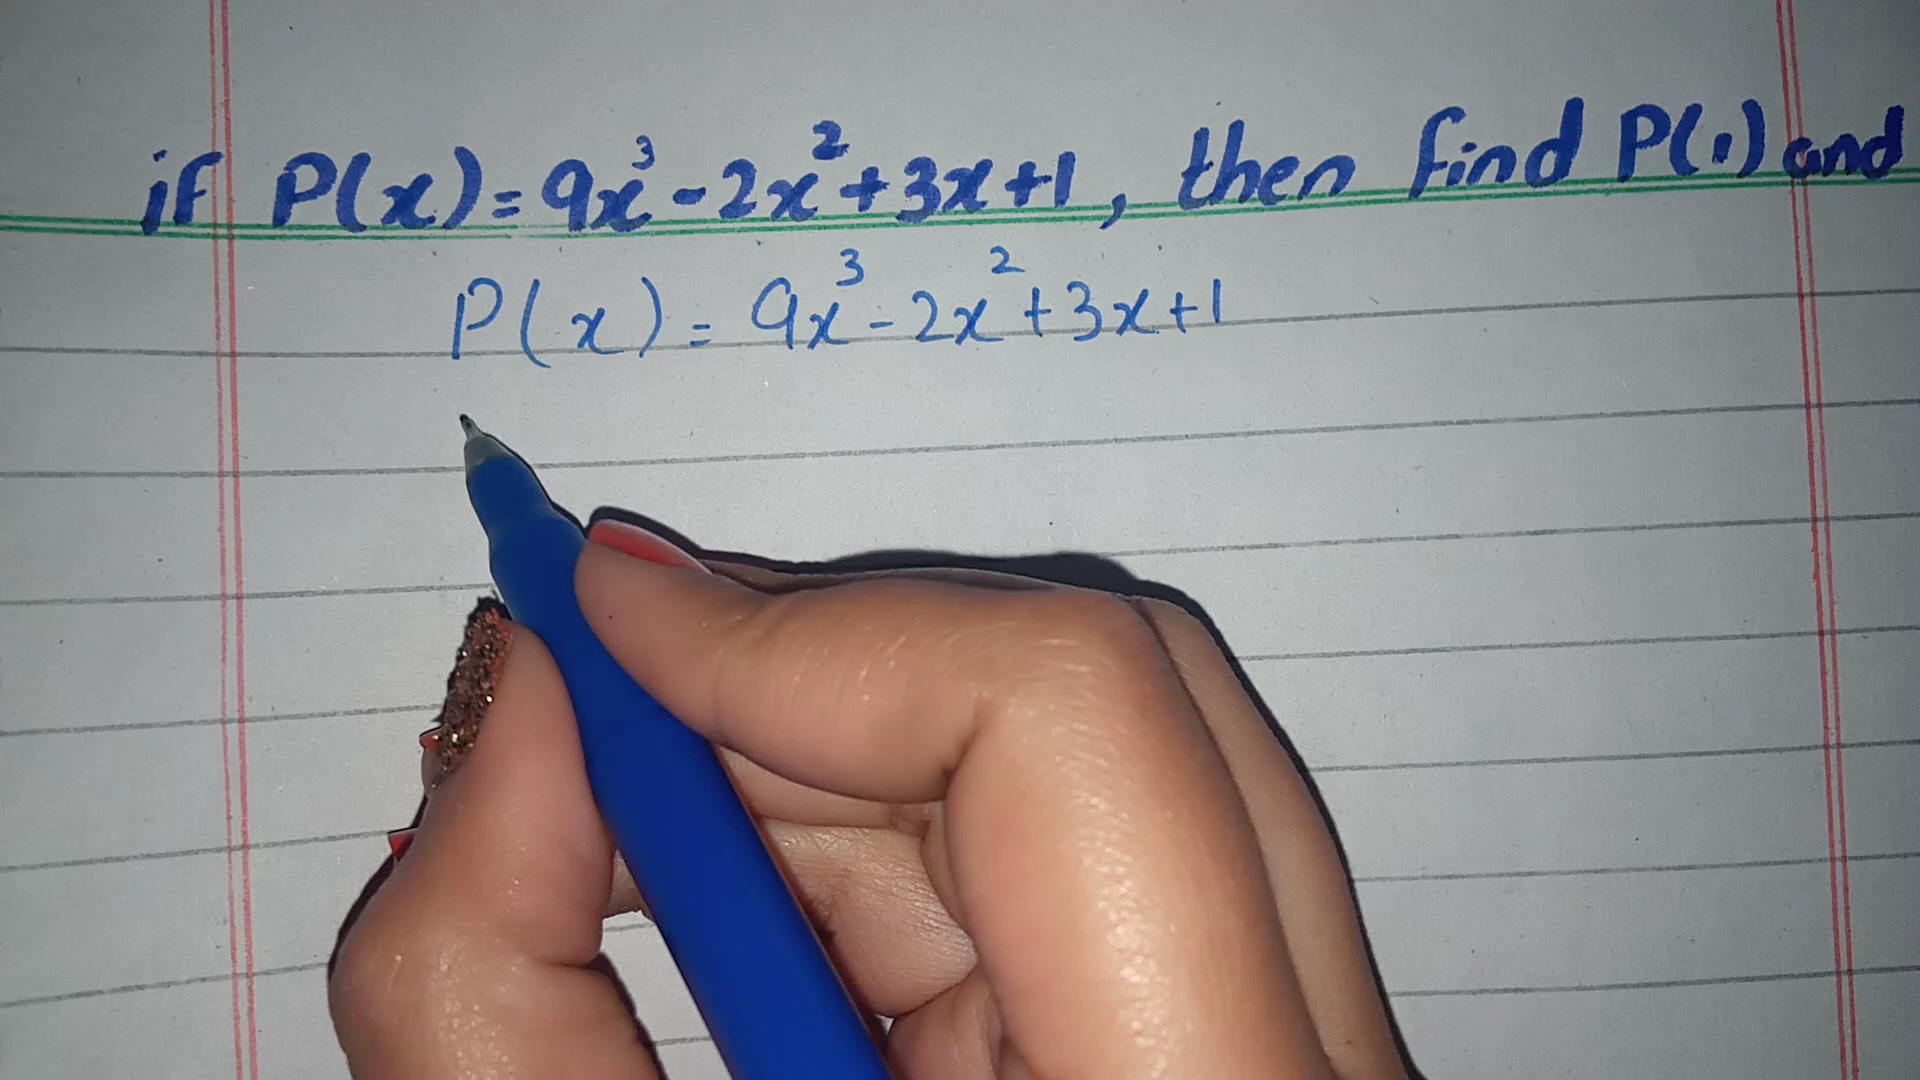 if P(x)=9x³-2x²+3x+1, then find P(1) and
P(x)=9x³-2x²+3x+1